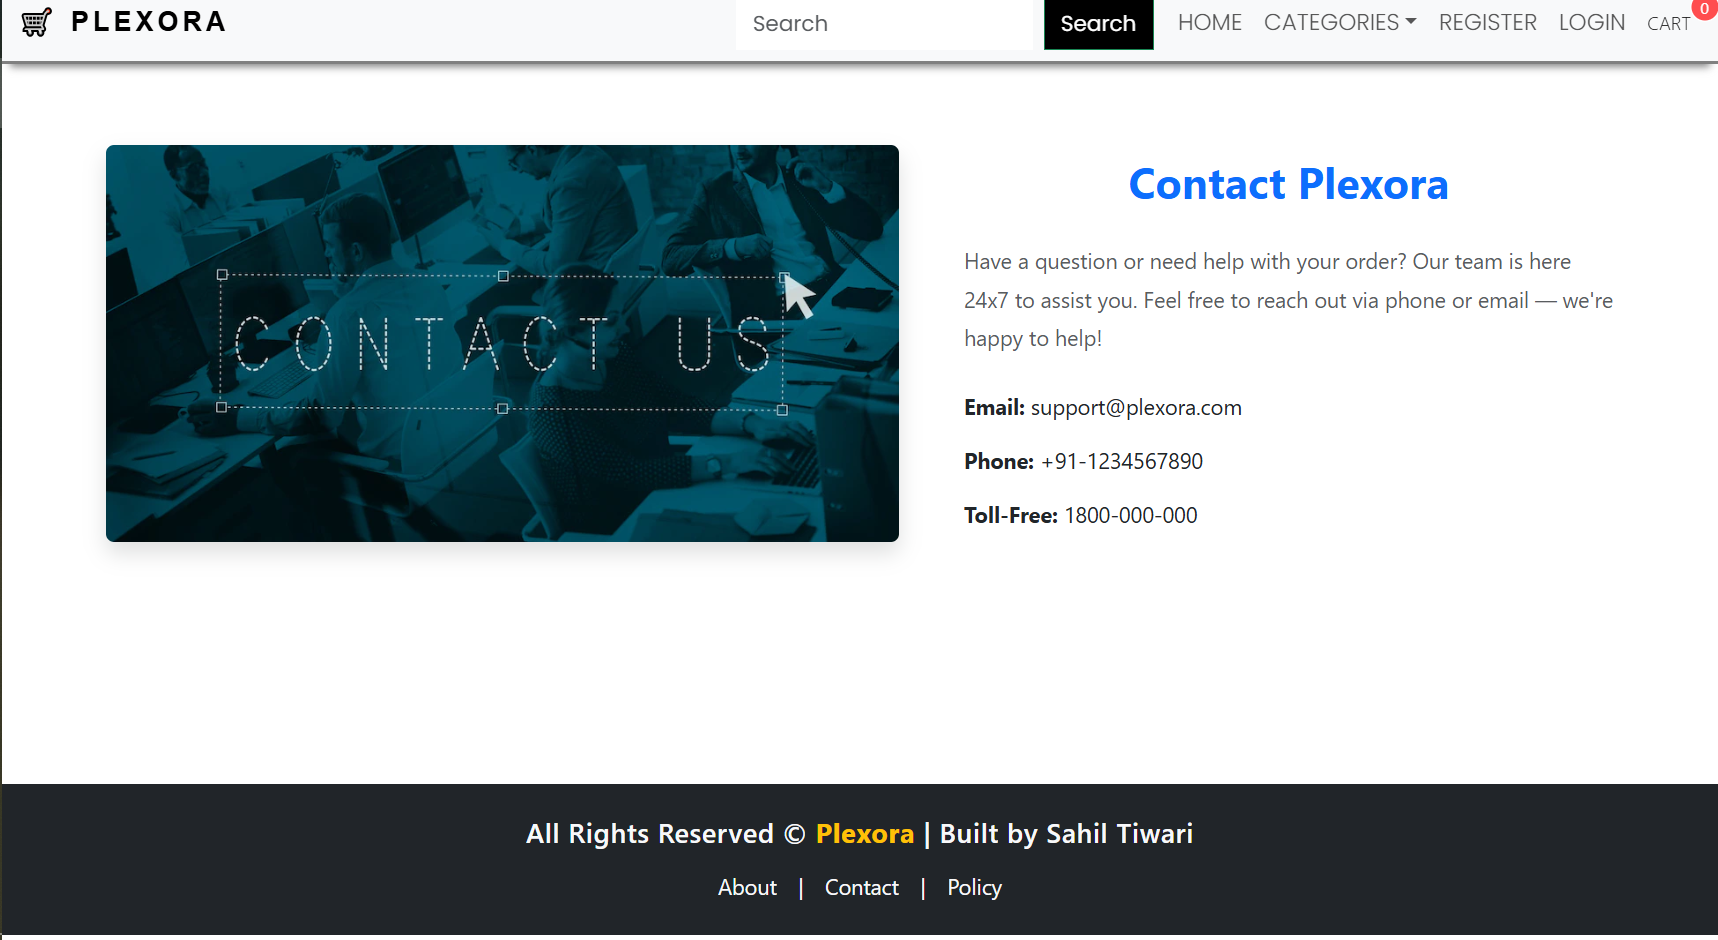 PLEXORA
Search
Search
HOME
CATEGORIES
REGISTER
LOGIN
CART
0
CONTACT US
Contact Plexora
Have a question or need help with your order? Our team is here
24x7 to assist you. Feel free to reach out via phone or email — we're
happy to help!
Email: support@plexora.com
Phone: +91-1234567890
Toll-Free: 1800-000-000
All Rights Reserved © Plexora | Built by Sahil Tiwari
About | Contact | Policy